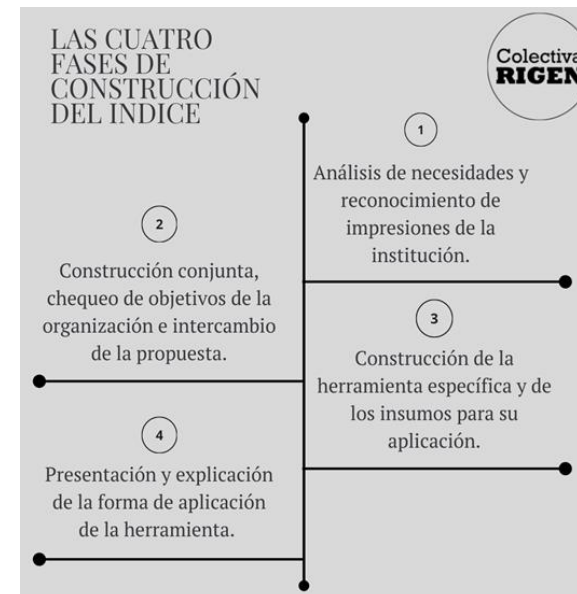 LAS CUATRO
FASES DE
CONSTRUCCIÓN
DEL INDICE
Colectiva
RIGEN
1
Análisis de necesidades y
reconocimiento de
impresiones de la
institución.
2
Construcción conjunta,
chequeo de objetivos de la
organización e intercambio
de la propuesta.
3
Construcción de la
herramienta específica y de
los insumos para su
aplicación.
4
Presentación y explicación
de la forma de aplicación
de la herramienta.